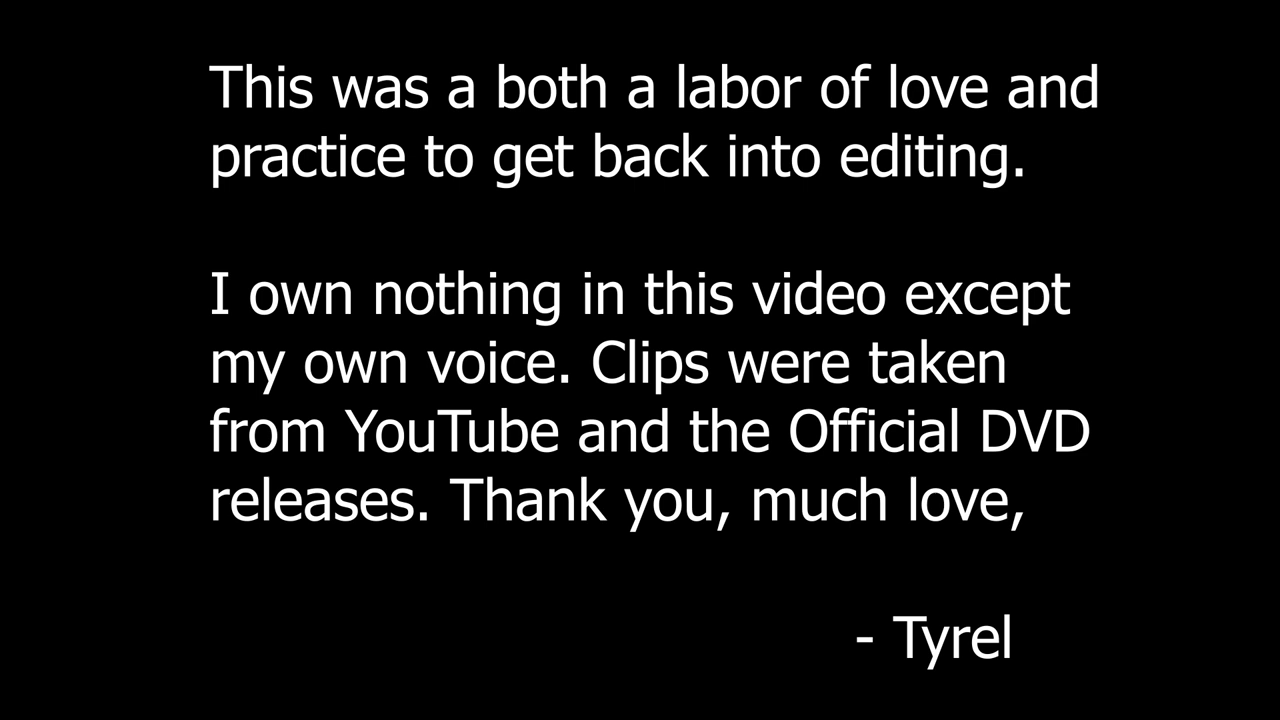 This was a both a labor of love and
practice to get back into editing.
I own nothing in this video except
my own voice. Clips were taken
from YouTube and the Official DVD
releases. Thank you, much love,
- Tyrel